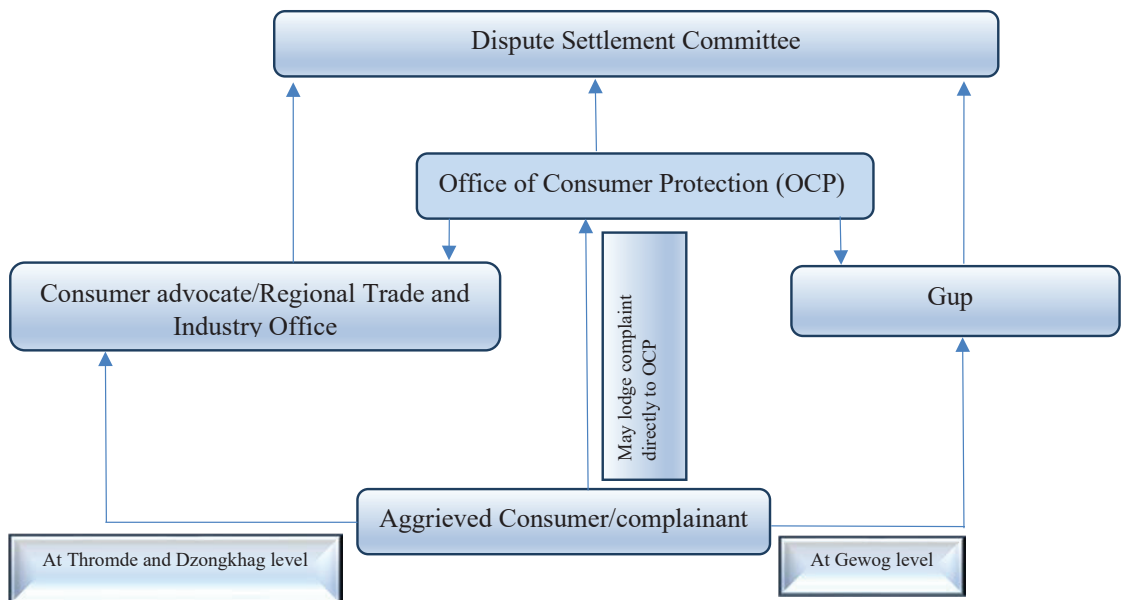 Dispute Settlement Committee
Office of Consumer Protection (OCP)
Consumer advocate/Regional Trade and
Industry Office
Gup
May lodge complaint
directly to OCP
Aggrieved Consumer/complainant
At Thromde and Dzongkhag level
At Gewog level